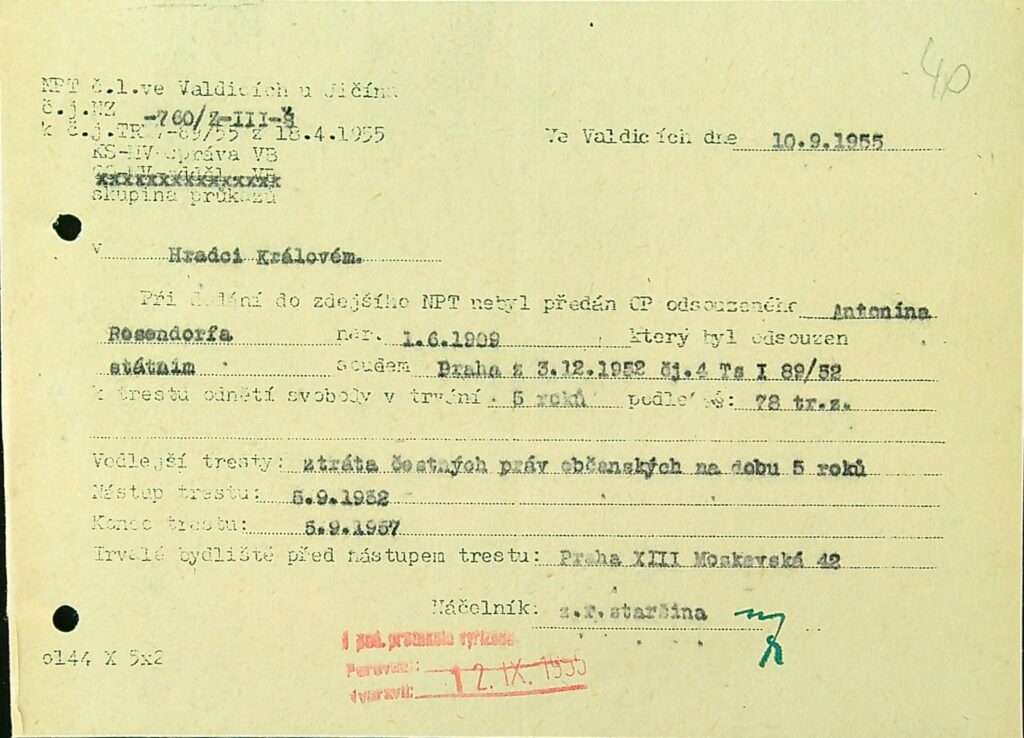 40
NPT č.1.ve Valdicích u Jičína
č.j.NZ -760/Z-III-Š
k č.j.TR 7-69/55 z 18.4.1955
Ve Valdicích dne 10.9.1955
KS-MV-správa VB
xxxxxxxxxxxxxxxx
skupina průkazů
v Hradci Královém.
Při dodání do zdejšího NPT nebyl předán OP odsouzeného Antonína
Rosendorfa nar. 1.6.1909 který byl odsouzen
státním soudem Praha z 3.12.1952 čj.4 Ts I 89/52
k trestu odnětí svobody v trvání 5 roků podle §§: 78 tr.z.
Vedlejší tresty: ztráta čestných práv občanských na dobu 5 roků
Nástup trestu: 5.9.1952
Konec trestu: 5.9.1957
Trvalé bydliště před nástupem trestu: Praha XIII Moskevská 42
Náčelník: z.r.starčina
o144 X 5x2
12. IX. 1955